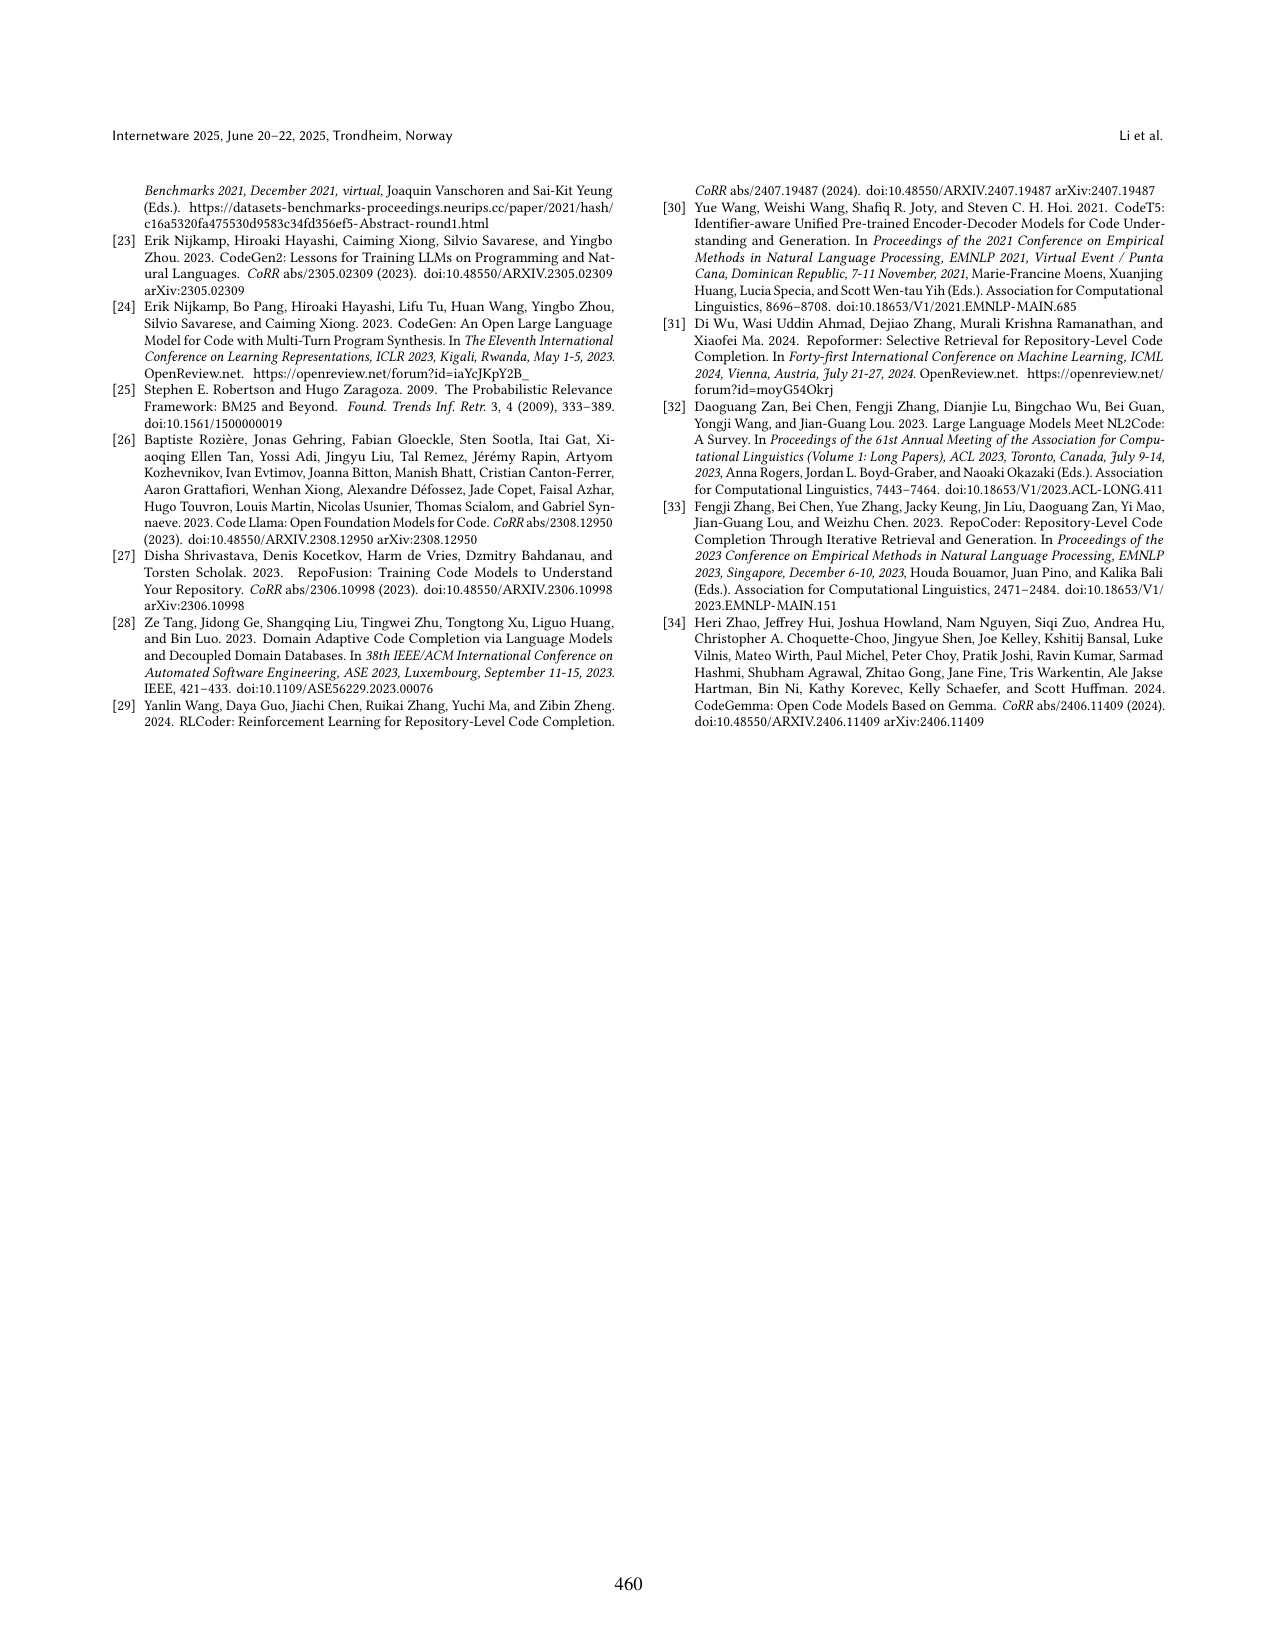 Internetware 2025, June 20–22, 2025, Trondheim, Norway
Li et al.
Benchmarks 2021, December 2021, virtual, Joaquin Vanschoren and Sai-Kit Yeung
(Eds.). https://datasets-benchmarks-proceedings.neurips.cc/paper/2021/hash/
c16a5320fa475530d9583c34fd356ef5-Abstract-round1.html
[23] Erik Nijkamp, Hiroaki Hayashi, Caiming Xiong, Silvio Savarese, and Yingbo
Zhou. 2023. CodeGen2: Lessons for Training LLMs on Programming and Nat-
ural Languages. CoRR abs/2305.02309 (2023). doi:10.48550/ARXIV.2305.02309
arXiv:2305.02309
[24] Erik Nijkamp, Bo Pang, Hiroaki Hayashi, Lifu Tu, Huan Wang, Yingbo Zhou,
Silvio Savarese, and Caiming Xiong. 2023. CodeGen: An Open Large Language
Model for Code with Multi-Turn Program Synthesis. In The Eleventh International
Conference on Learning Representations, ICLR 2023, Kigali, Rwanda, May 1-5, 2023.
OpenReview.net. https://openreview.net/forum?id=iaYcJKpY2B_
[25] Stephen E. Robertson and Hugo Zaragoza. 2009. The Probabilistic Relevance
Framework: BM25 and Beyond. Found. Trends Inf. Retr. 3, 4 (2009), 333–389.
doi:10.1561/1500000019
[26] Baptiste Rozière, Jonas Gehring, Fabian Gloeckle, Sten Sootla, Itai Gat, Xi-
aoqing Ellen Tan, Yossi Adi, Jingyu Liu, Tal Remez, Jérémy Rapin, Artyom
Kozhevnikov, Ivan Evtimov, Joanna Bitton, Manish Bhatt, Cristian Canton-Ferrer,
Aaron Grattafiori, Wenhan Xiong, Alexandre Défossez, Jade Copet, Faisal Azhar,
Hugo Touvron, Louis Martin, Nicolas Usunier, Thomas Scialom, and Gabriel Syn-
naeve. 2023. Code Llama: Open Foundation Models for Code. CoRR abs/2308.12950
(2023). doi:10.48550/ARXIV.2308.12950 arXiv:2308.12950
[27] Disha Shrivastava, Denis Kocetkov, Harm de Vries, Dzmitry Bahdanau, and
Torsten Scholak. 2023. RepoFusion: Training Code Models to Understand
Your Repository. CoRR abs/2306.10998 (2023). doi:10.48550/ARXIV.2306.10998
arXiv:2306.10998
[28] Ze Tang, Jidong Ge, Shangqing Liu, Tingwei Zhu, Tongtong Xu, Liguo Huang,
and Bin Luo. 2023. Domain Adaptive Code Completion via Language Models
and Decoupled Domain Databases. In 38th IEEE/ACM International Conference on
Automated Software Engineering, ASE 2023, Luxembourg, September 11-15, 2023.
IEEE, 421–433. doi:10.1109/ASE56229.2023.00076
[29] Yanlin Wang, Daya Guo, Jiachi Chen, Ruikai Zhang, Yuchi Ma, and Zibin Zheng.
2024. RLCoder: Reinforcement Learning for Repository-Level Code Completion.
CoRR abs/2407.19487 (2024). doi:10.48550/ARXIV.2407.19487 arXiv:2407.19487
[30] Yue Wang, Weishi Wang, Shafiq R. Joty, and Steven C. H. Hoi. 2021. CodeT5:
Identifier-aware Unified Pre-trained Encoder-Decoder Models for Code Under-
standing and Generation. In Proceedings of the 2021 Conference on Empirical
Methods in Natural Language Processing, EMNLP 2021, Virtual Event / Punta
Cana, Dominican Republic, 7-11 November, 2021, Marie-Francine Moens, Xuanjing
Huang, Lucia Specia, and Scott Wen-tau Yih (Eds.). Association for Computational
Linguistics, 8696–8708. doi:10.18653/V1/2021.EMNLP-MAIN.685
[31] Di Wu, Wasi Uddin Ahmad, Dejiao Zhang, Murali Krishna Ramanathan, and
Xiaofei Ma. 2024. Repoformer: Selective Retrieval for Repository-Level Code
Completion. In Forty-first International Conference on Machine Learning, ICML
2024, Vienna, Austria, July 21-27, 2024. OpenReview.net. https://openreview.net/
forum?id=moyG54Okrj
[32] Daoguang Zan, Bei Chen, Fengji Zhang, Dianjie Lu, Bingchao Wu, Bei Guan,
Yongji Wang, and Jian-Guang Lou. 2023. Large Language Models Meet NL2Code:
A Survey. In Proceedings of the 61st Annual Meeting of the Association for Compu-
tational Linguistics (Volume 1: Long Papers), ACL 2023, Toronto, Canada, July 9-14,
2023, Anna Rogers, Jordan L. Boyd-Graber, and Naoaki Okazaki (Eds.). Association
for Computational Linguistics, 7443–7464. doi:10.18653/V1/2023.ACL-LONG.411
[33] Fengji Zhang, Bei Chen, Yue Zhang, Jacky Keung, Jin Liu, Daoguang Zan, Yi Mao,
Jian-Guang Lou, and Weizhu Chen. 2023. RepoCoder: Repository-Level Code
Completion Through Iterative Retrieval and Generation. In Proceedings of the
2023 Conference on Empirical Methods in Natural Language Processing, EMNLP
2023, Singapore, December 6-10, 2023, Houda Bouamor, Juan Pino, and Kalika Bali
(Eds.). Association for Computational Linguistics, 2471–2484. doi:10.18653/V1/
2023.EMNLP-MAIN.151
[34] Heri Zhao, Jeffrey Hui, Joshua Howland, Nam Nguyen, Siqi Zuo, Andrea Hu,
Christopher A. Choquette-Choo, Jingyue Shen, Joe Kelley, Kshitij Bansal, Luke
Vilnis, Mateo Wirth, Paul Michel, Peter Choy, Pratik Joshi, Ravin Kumar, Sarmad
Hashmi, Shubham Agrawal, Zhitao Gong, Jane Fine, Tris Warkentin, Ale Jakse
Hartman, Bin Ni, Kathy Korevec, Kelly Schaefer, and Scott Huffman. 2024.
CodeGemma: Open Code Models Based on Gemma. CoRR abs/2406.11409 (2024).
doi:10.48550/ARXIV.2406.11409 arXiv:2406.11409
460